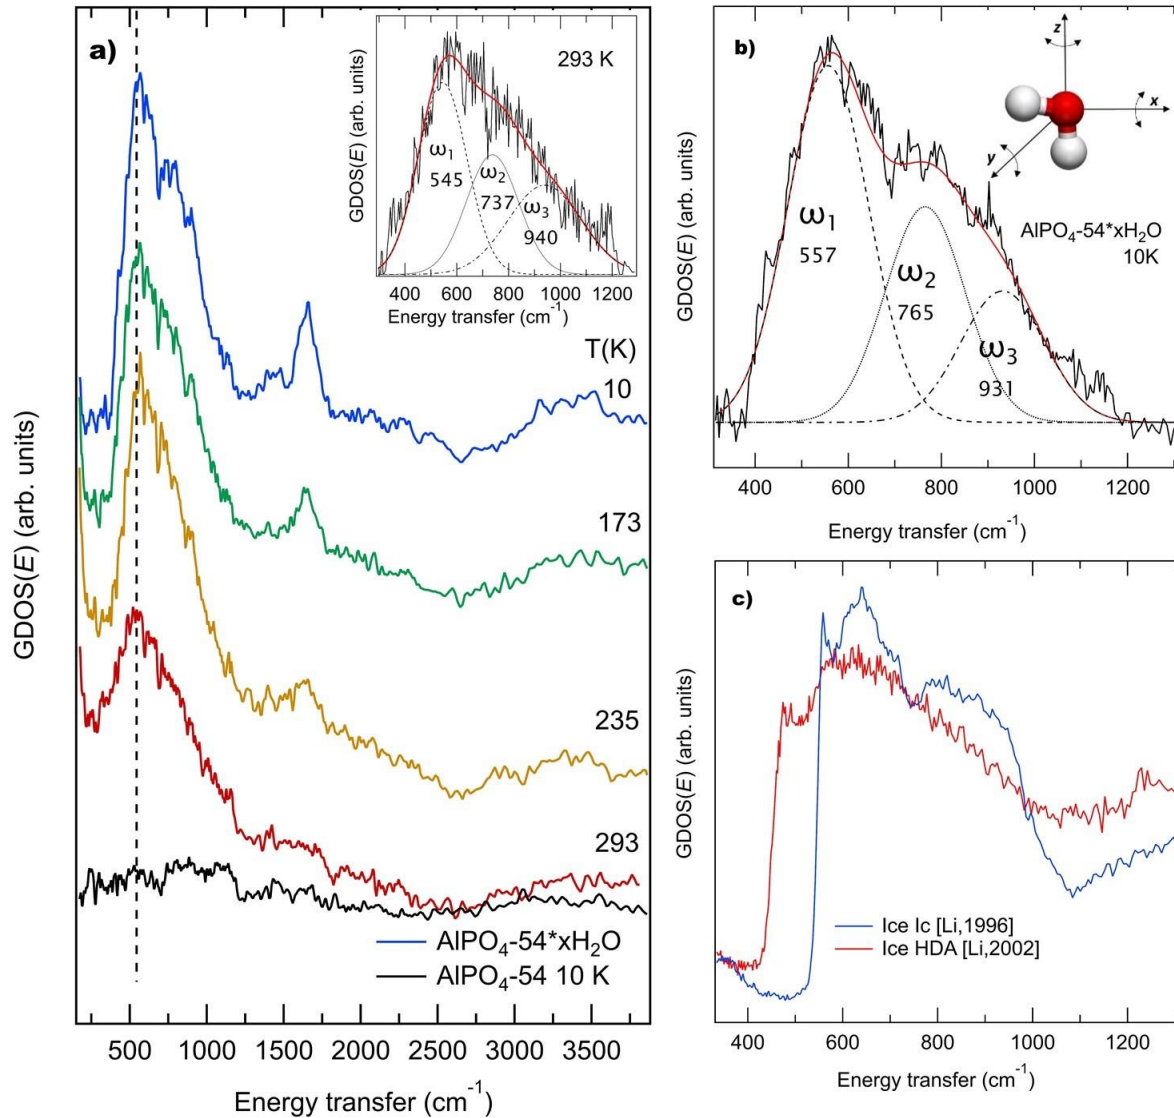 a)
GDOS(E) (arb. units)
293 K
ω1
545
ω2
737
ω3
940
400 600 800 1000 1200
Energy transfer (cm-1)
GDOS(E) (arb. units)
T(K)
10
173
235
293
AlPO4-54*xH2O
AlPO4-54 10 K
500 1000 1500 2000 2500 3000 3500
Energy transfer (cm-1)
b)
z
x
y
GDOS(E) (arb. units)
AlPO4-54*xH2O
10K
ω1
557
ω2
765
ω3
931
400 600 800 1000 1200
Energy transfer (cm-1)
c)
GDOS(E) (arb. units)
Ice Ic [Li,1996]
Ice HDA [Li,2002]
400 600 800 1000 1200
Energy transfer (cm-1)